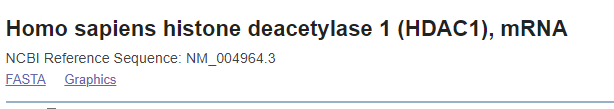 Homo sapiens histone deacetylase 1 (HDAC1), mRNA
NCBI Reference Sequence: NM_004964.3
FASTA Graphics